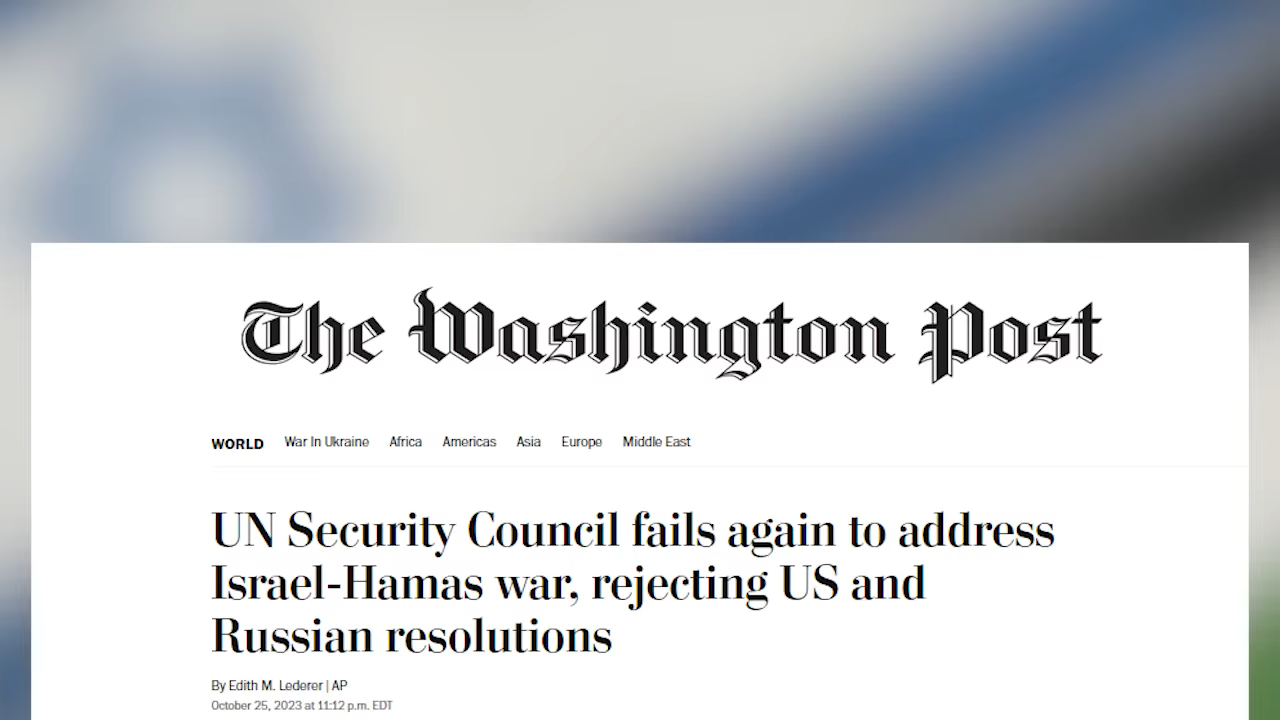 The Washington Post
WORLD War In Ukraine Africa Americas Asia Europe Middle East
UN Security Council fails again to address
Israel-Hamas war, rejecting US and
Russian resolutions
By Edith M. Lederer | AP
October 25, 2023 at 11:12 p.m. EDT